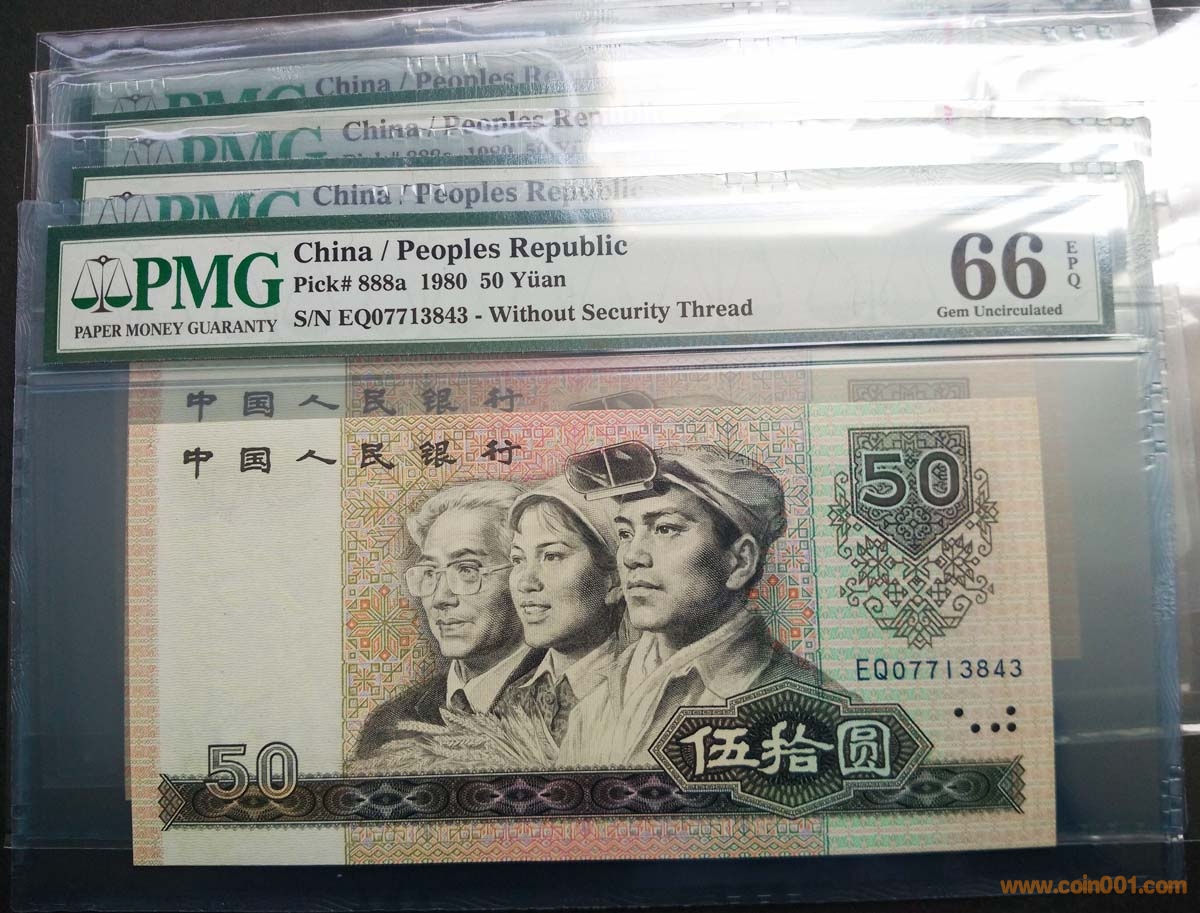 China / Peoples Republic
PMG
China / Peoples Republic
PMG
China / Peoples Republic
PMG
China / Peoples Republic
Pick# 888a 1980 50 Yüan
S/N EQ07713843 - Without Security Thread
PMG
PAPER MONEY GUARANTY
66
EPQ
Gem Uncirculated
中国人民银行
中国人民银行
50
EQ07713843
伍拾圆
50
www.coin001.com